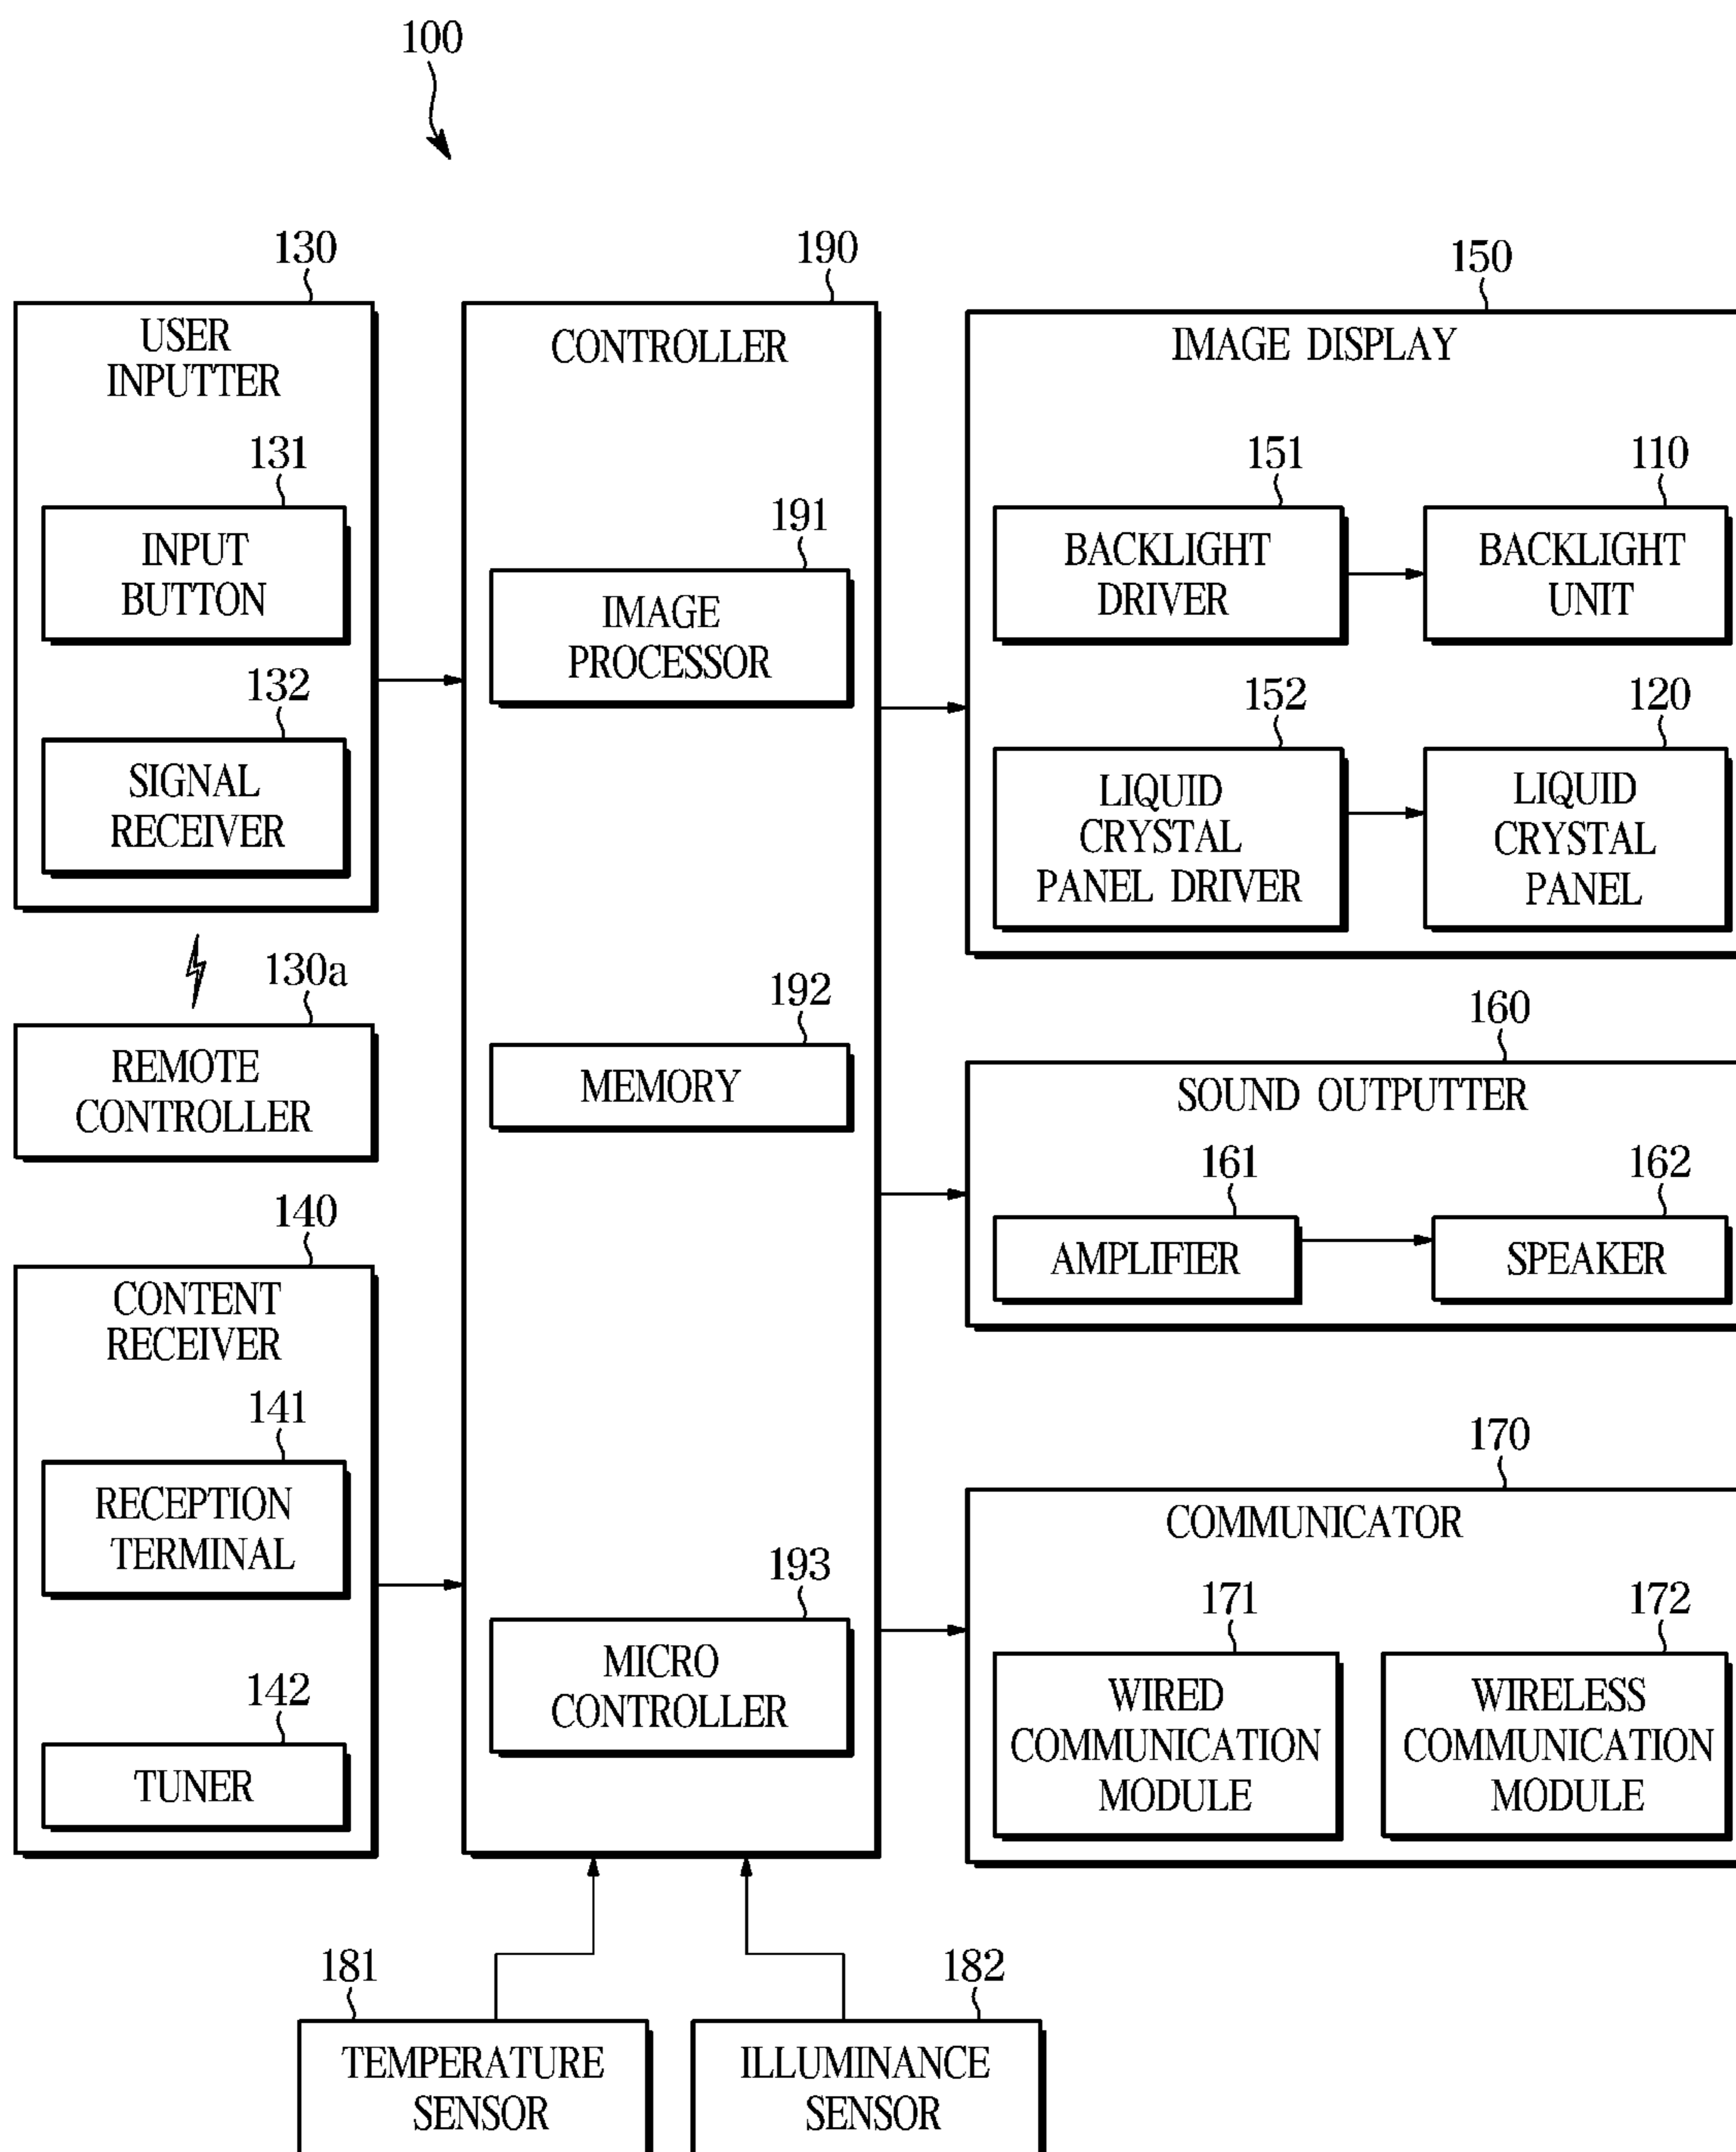 100
130
USER
INPUTTER
131
INPUT
BUTTON
132
SIGNAL
RECEIVER
130a
REMOTE
CONTROLLER
140
CONTENT
RECEIVER
141
RECEPTION
TERMINAL
142
TUNER
190
CONTROLLER
191
IMAGE
PROCESSOR
192
MEMORY
193
MICRO
CONTROLLER
150
IMAGE DISPLAY
151
BACKLIGHT
DRIVER
110
BACKLIGHT
UNIT
152
LIQUID
CRYSTAL
PANEL DRIVER
120
LIQUID
CRYSTAL
PANEL
160
SOUND OUTPUTTER
161
AMPLIFIER
162
SPEAKER
170
COMMUNICATOR
171
WIRED
COMMUNICATION
MODULE
172
WIRELESS
COMMUNICATION
MODULE
181
TEMPERATURE
SENSOR
182
ILLUMINANCE
SENSOR